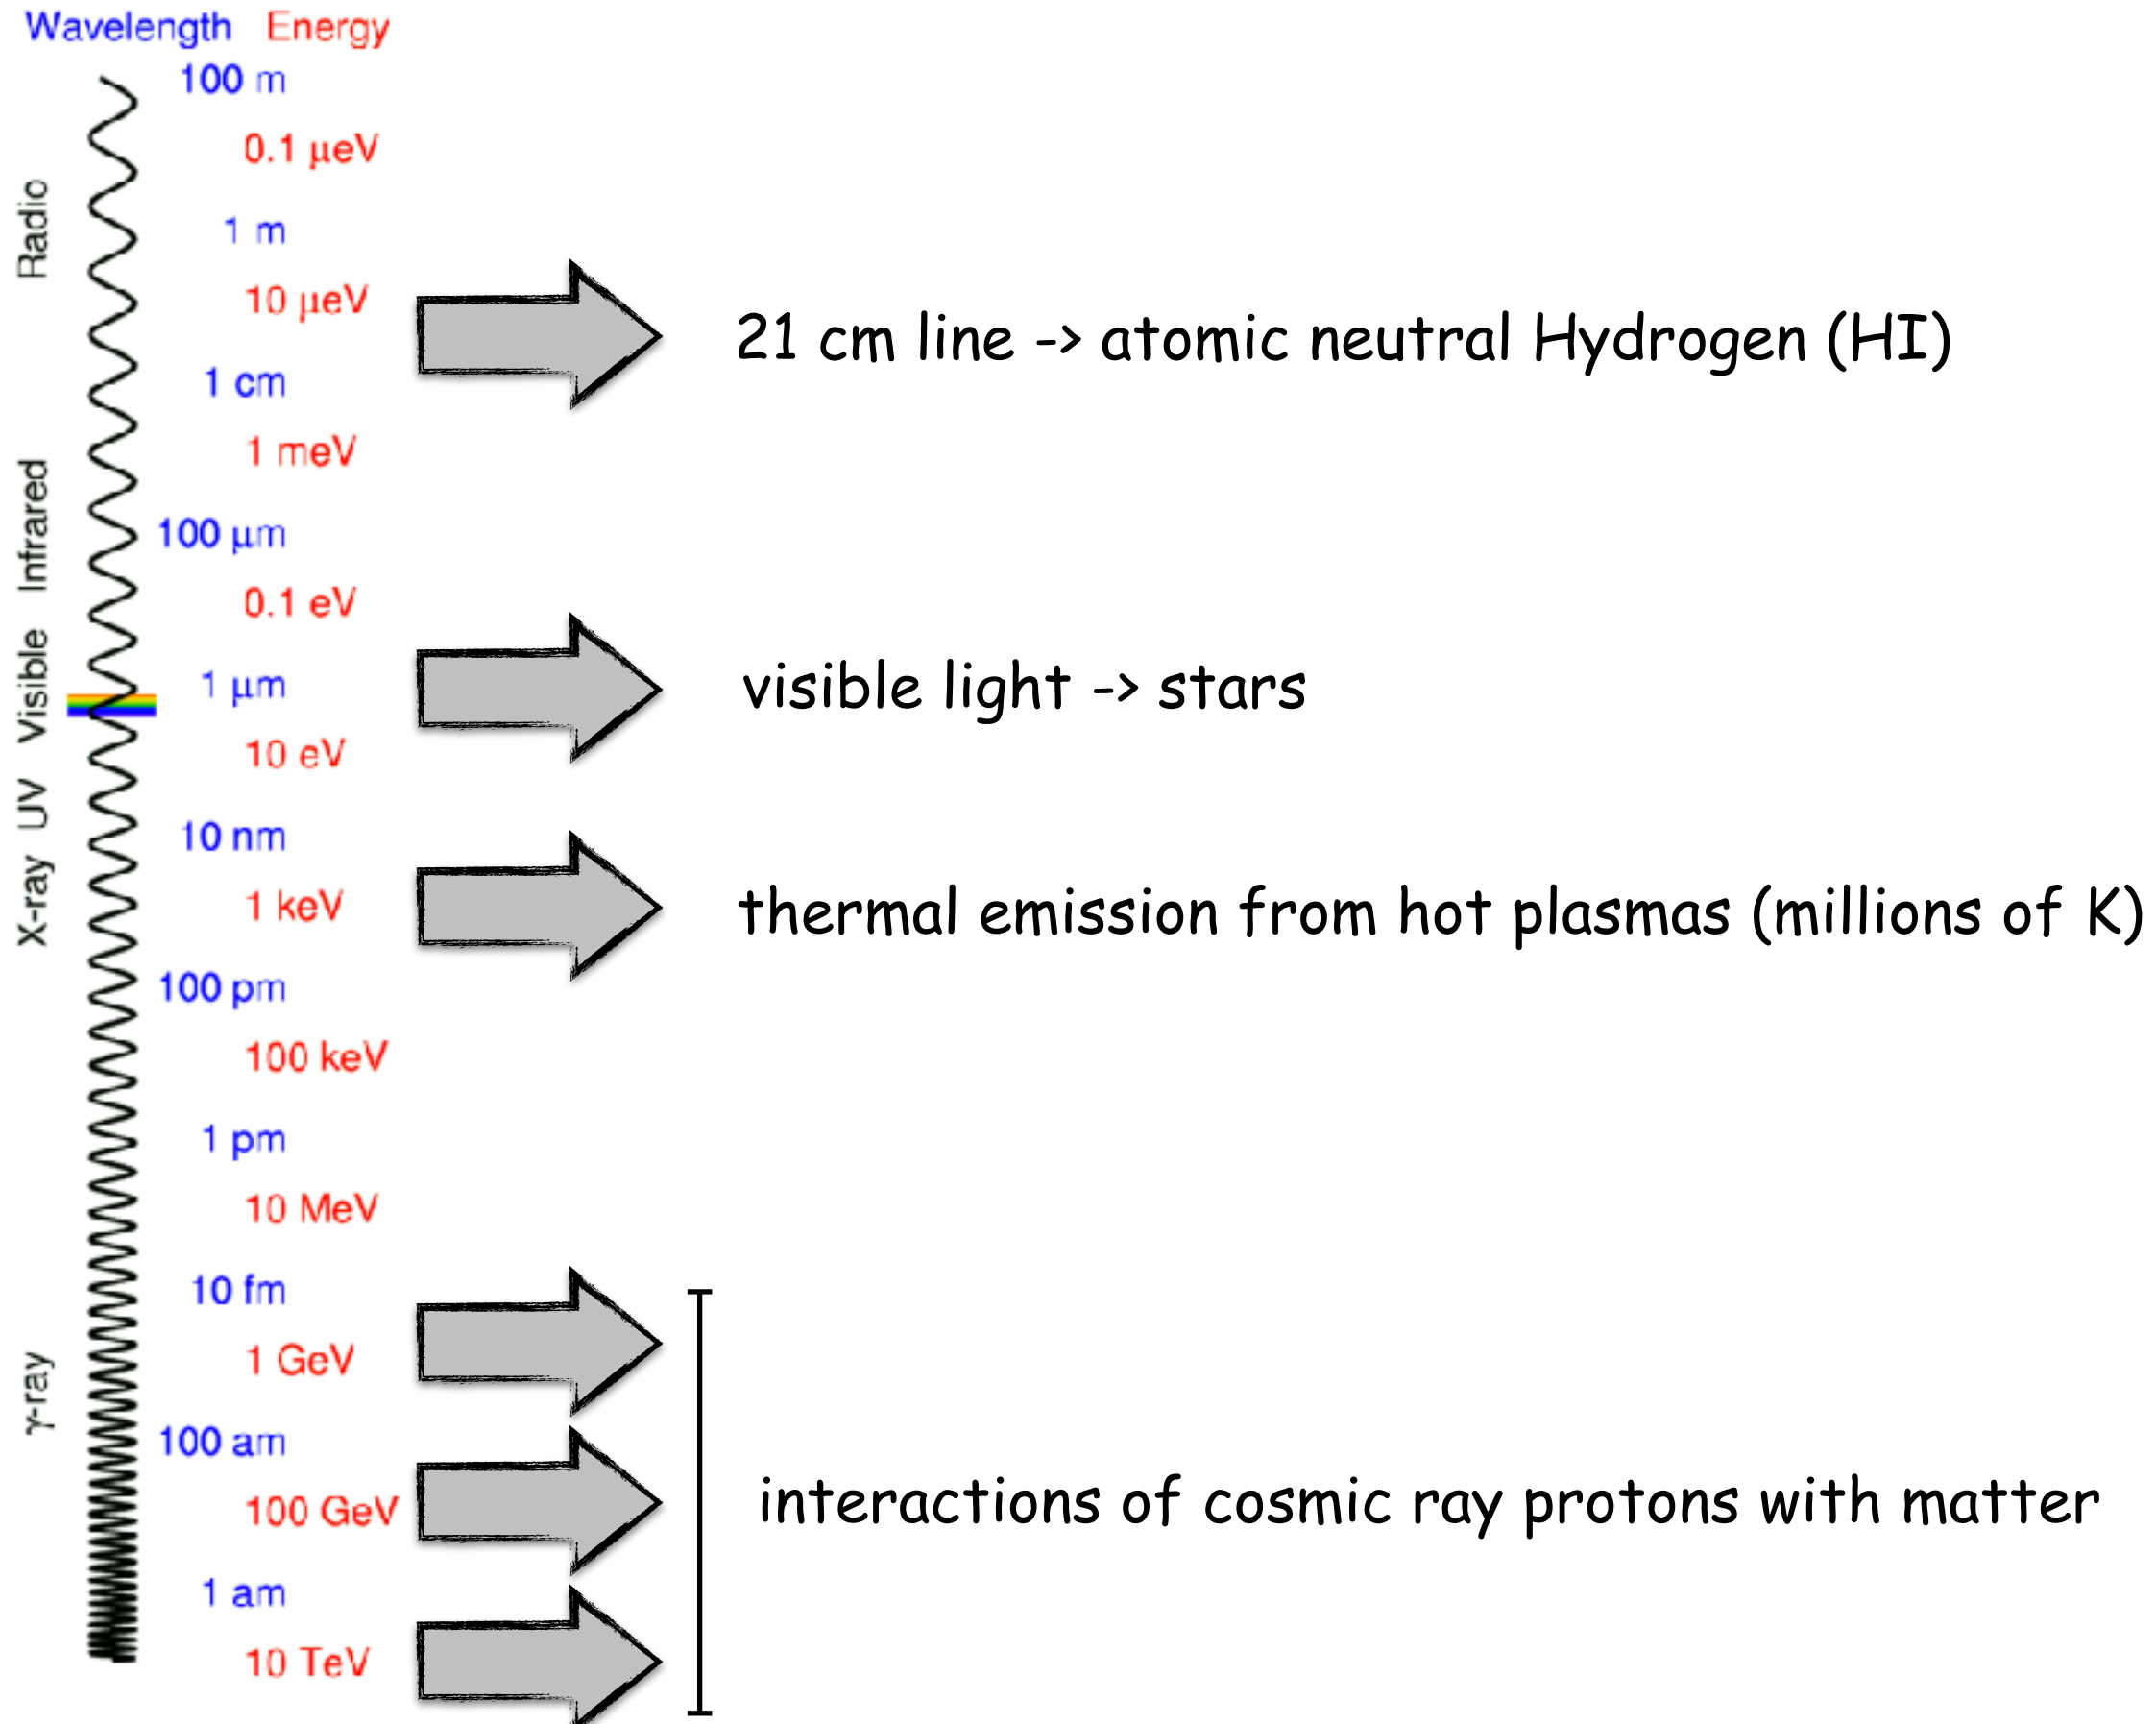 Wavelength Energy
100 m
0.1 μeV
Radio
1 m
10 μeV
21 cm line -> atomic neutral Hydrogen (HI)
1 cm
1 meV
Infrared
100 μm
0.1 eV
Visible
1 μm
visible light -> stars
10 eV
UV
10 nm
X-ray
1 keV
thermal emission from hot plasmas (millions of K)
100 pm
100 keV
1 pm
10 MeV
10 fm
1 GeV
γ-ray
100 am
100 GeV
interactions of cosmic ray protons with matter
1 am
10 TeV